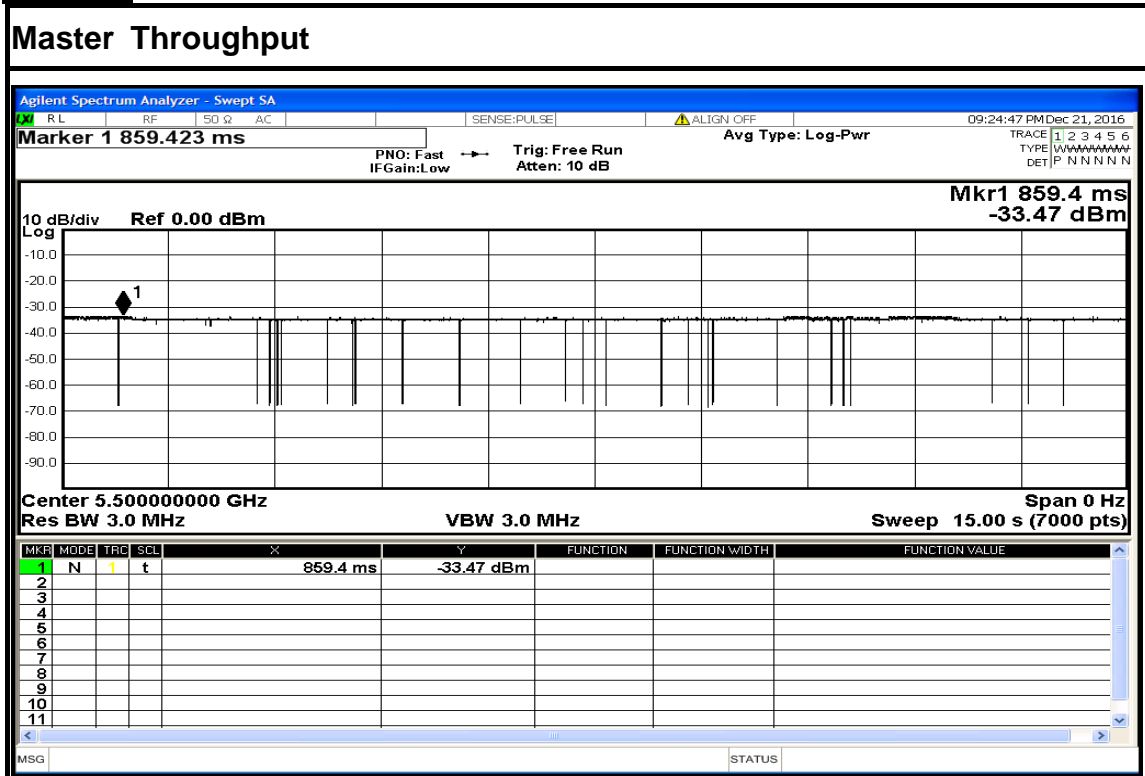 Master Throughput
Agilent Spectrum Analyzer - Swept SA
LXI RL RF 50 Ω AC SENSE:PULSE ALIGN OFF 09:24:47 PM Dec 21, 2016
Marker 1 859.423 ms
PNO: Fast
IFGain:Low
Trig: Free Run
Atten: 10 dB
Avg Type: Log-Pwr
TRACE 1 2 3 4 5 6
TYPE WWWWWW
DET P N N N N N
Mkr1 859.4 ms
-33.47 dBm
10 dB/div Ref 0.00 dBm
Log
-10.0
1
-20.0
-30.0
-40.0
-50.0
-60.0
-70.0
-80.0
-90.0
Center 5.500000000 GHz Span 0 Hz
Res BW 3.0 MHz VBW 3.0 MHz Sweep 15.00 s (7000 pts)
MKR MODE TRC SCL X Y FUNCTION FUNCTION WIDTH FUNCTION VALUE
1 N 1 t 859.4 ms -33.47 dBm
2
3
4
5
6
7
8
9
10
11
MSG STATUS